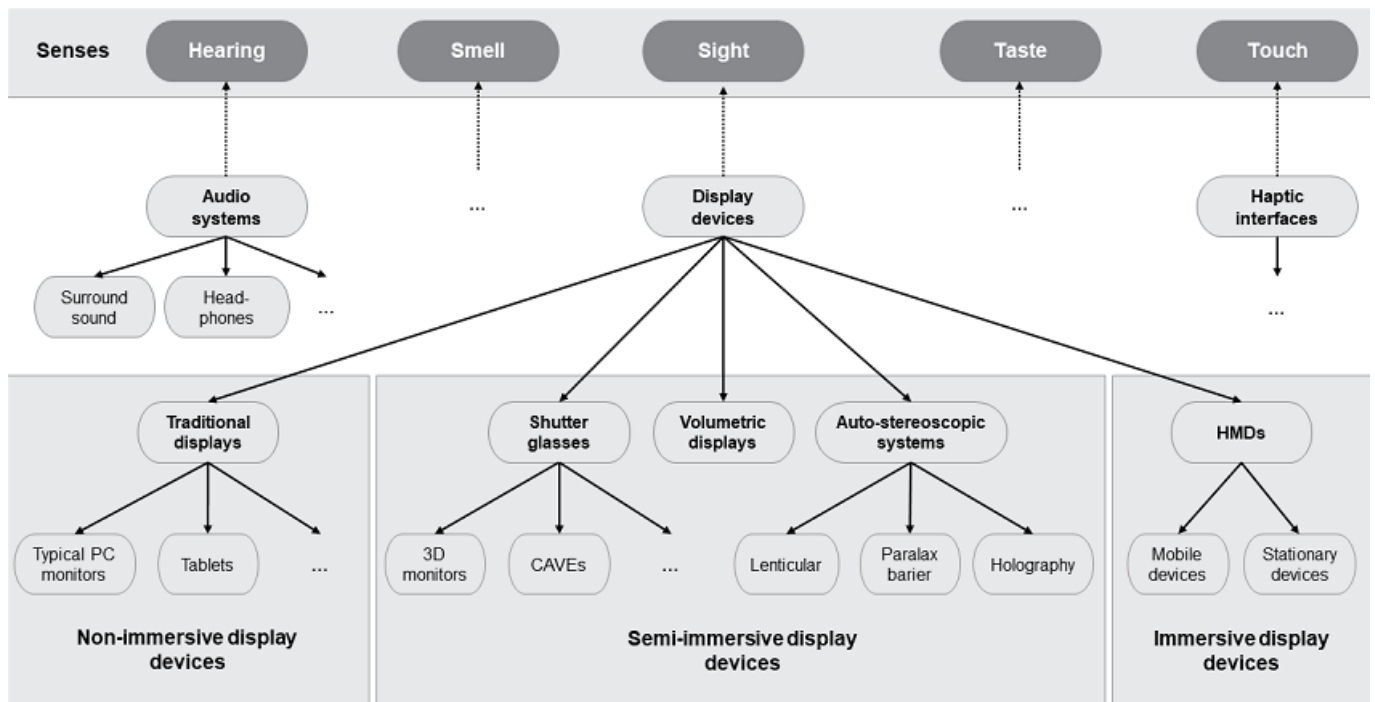 Senses
Hearing
Smell
Sight
Taste
Touch
Audio
systems
...
Display
devices
...
Haptic
interfaces
Surround
sound
Head-
phones
...
...
Traditional
displays
Shutter
glasses
Volumetric
displays
Auto-stereoscopic
systems
HMDs
Typical PC
monitors
Tablets
...
3D
monitors
CAVEs
...
Lenticular
Paralax
barier
Holography
Mobile
devices
Stationary
devices
Non-immersive display
devices
Semi-immersive display
devices
Immersive display
devices